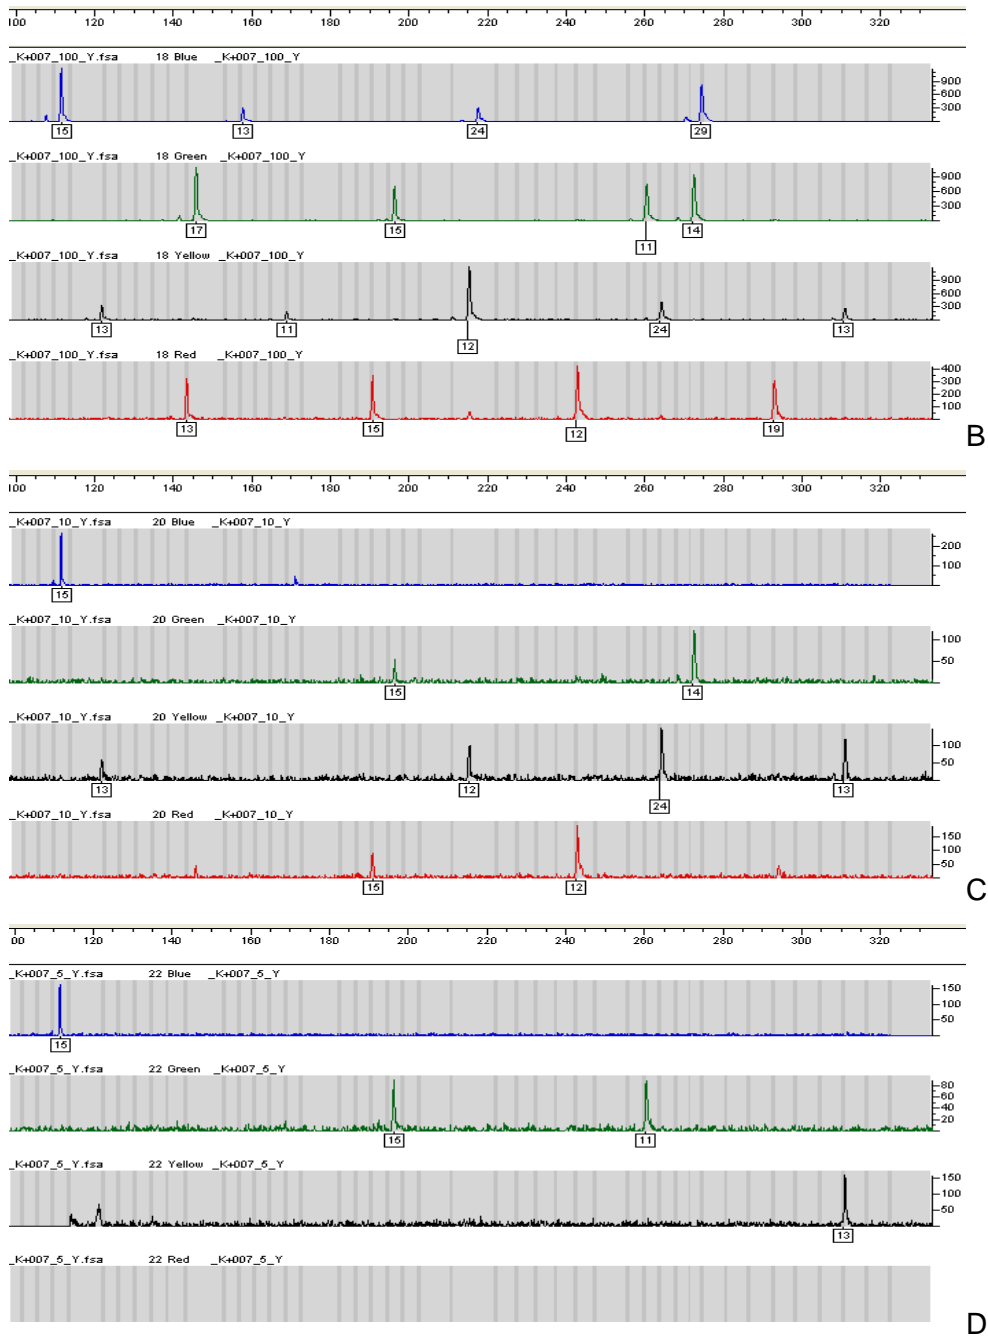 100 120 140 160 180 200 220 240 260 280 300 320
_K+007_100_Y.fsa 18 Blue _K+007_100_Y
900
600
300
15 13 24 29
_K+007_100_Y.fsa 18 Green _K+007_100_Y
900
600
300
17 15 11 14
_K+007_100_Y.fsa 18 Yellow _K+007_100_Y
900
600
300
13 11 12 24 13
_K+007_100_Y.fsa 18 Red _K+007_100_Y
400
300
200
100
13 15 12 19
B
100 120 140 160 180 200 220 240 260 280 300 320
_K+007_10_Y.fsa 20 Blue _K+007_10_Y
200
100
15
_K+007_10_Y.fsa 20 Green _K+007_10_Y
100
50
15 14
_K+007_10_Y.fsa 20 Yellow _K+007_10_Y
100
50
13 12 24 13
_K+007_10_Y.fsa 20 Red _K+007_10_Y
150
100
50
15 12
C
100 120 140 160 180 200 220 240 260 280 300 320
_K+007_5_Y.fsa 22 Blue _K+007_5_Y
150
100
50
15
_K+007_5_Y.fsa 22 Green _K+007_5_Y
80
60
40
20
15 11
_K+007_5_Y.fsa 22 Yellow _K+007_5_Y
150
100
50
13
_K+007_5_Y.fsa 22 Red _K+007_5_Y
D